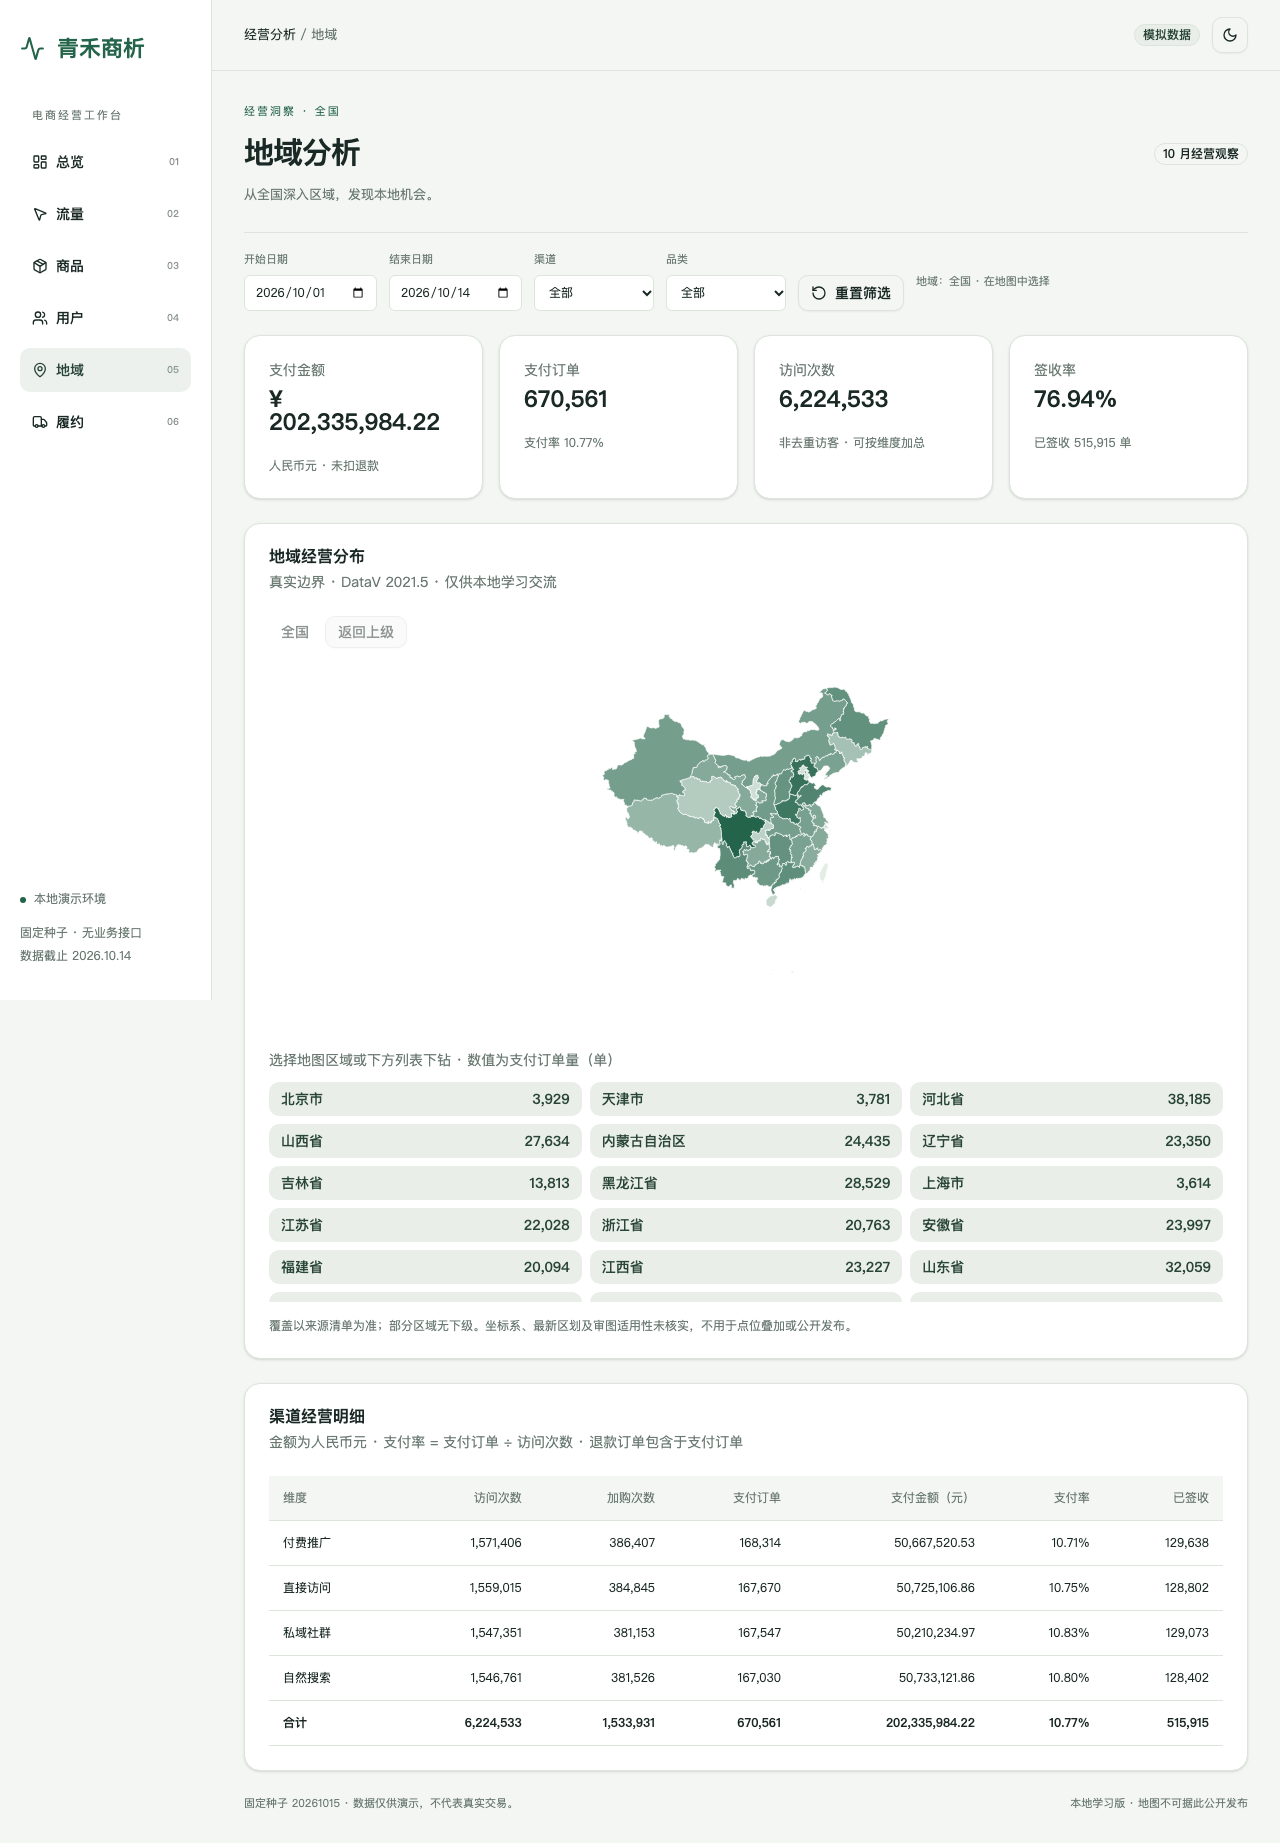 青禾商析
电商经营工作台
总览 01
流量 02
商品 03
用户 04
地域 05
履约 06
本地演示环境
固定种子 · 无业务接口
数据截止 2026.10.14
经营分析 / 地域
模拟数据
经营洞察 · 全国
地域分析
10 月经营观察
从全国深入区域，发现本地机会。
开始日期 结束日期 渠道 品类
2026/10/01 2026/10/14 全部 全部 重置筛选 地域：全国 · 在地图中选择
支付金额
¥
202,335,984.22
人民币元 · 未扣退款
支付订单
670,561
支付率 10.77%
访问次数
6,224,533
非去重访客 · 可按维度加总
签收率
76.94%
已签收 515,915 单
地域经营分布
真实边界 · DataV 2021.5 · 仅供本地学习交流
全国 返回上级
选择地图区域或下方列表下钻 · 数值为支付订单量（单）
北京市 3,929 天津市 3,781 河北省 38,185
山西省 27,634 内蒙古自治区 24,435 辽宁省 23,350
吉林省 13,813 黑龙江省 28,529 上海市 3,614
江苏省 22,028 浙江省 20,763 安徽省 23,997
福建省 20,094 江西省 23,227 山东省 32,059
覆盖以来源清单为准；部分区域无下级。坐标系、最新区划及审图适用性未核实，不用于点位叠加或公开发布。
渠道经营明细
金额为人民币元 · 支付率 = 支付订单 ÷ 访问次数 · 退款订单包含于支付订单
维度 访问次数 加购次数 支付订单 支付金额（元） 支付率 已签收
付费推广 1,571,406 386,407 168,314 50,667,520.53 10.71% 129,638
直接访问 1,559,015 384,845 167,670 50,725,106.86 10.75% 128,802
私域社群 1,547,351 381,153 167,547 50,210,234.97 10.83% 129,073
自然搜索 1,546,761 381,526 167,030 50,733,121.86 10.80% 128,402
合计 6,224,533 1,533,931 670,561 202,335,984.22 10.77% 515,915
固定种子 20261015 · 数据仅供演示，不代表真实交易。
本地学习版 · 地图不可据此公开发布